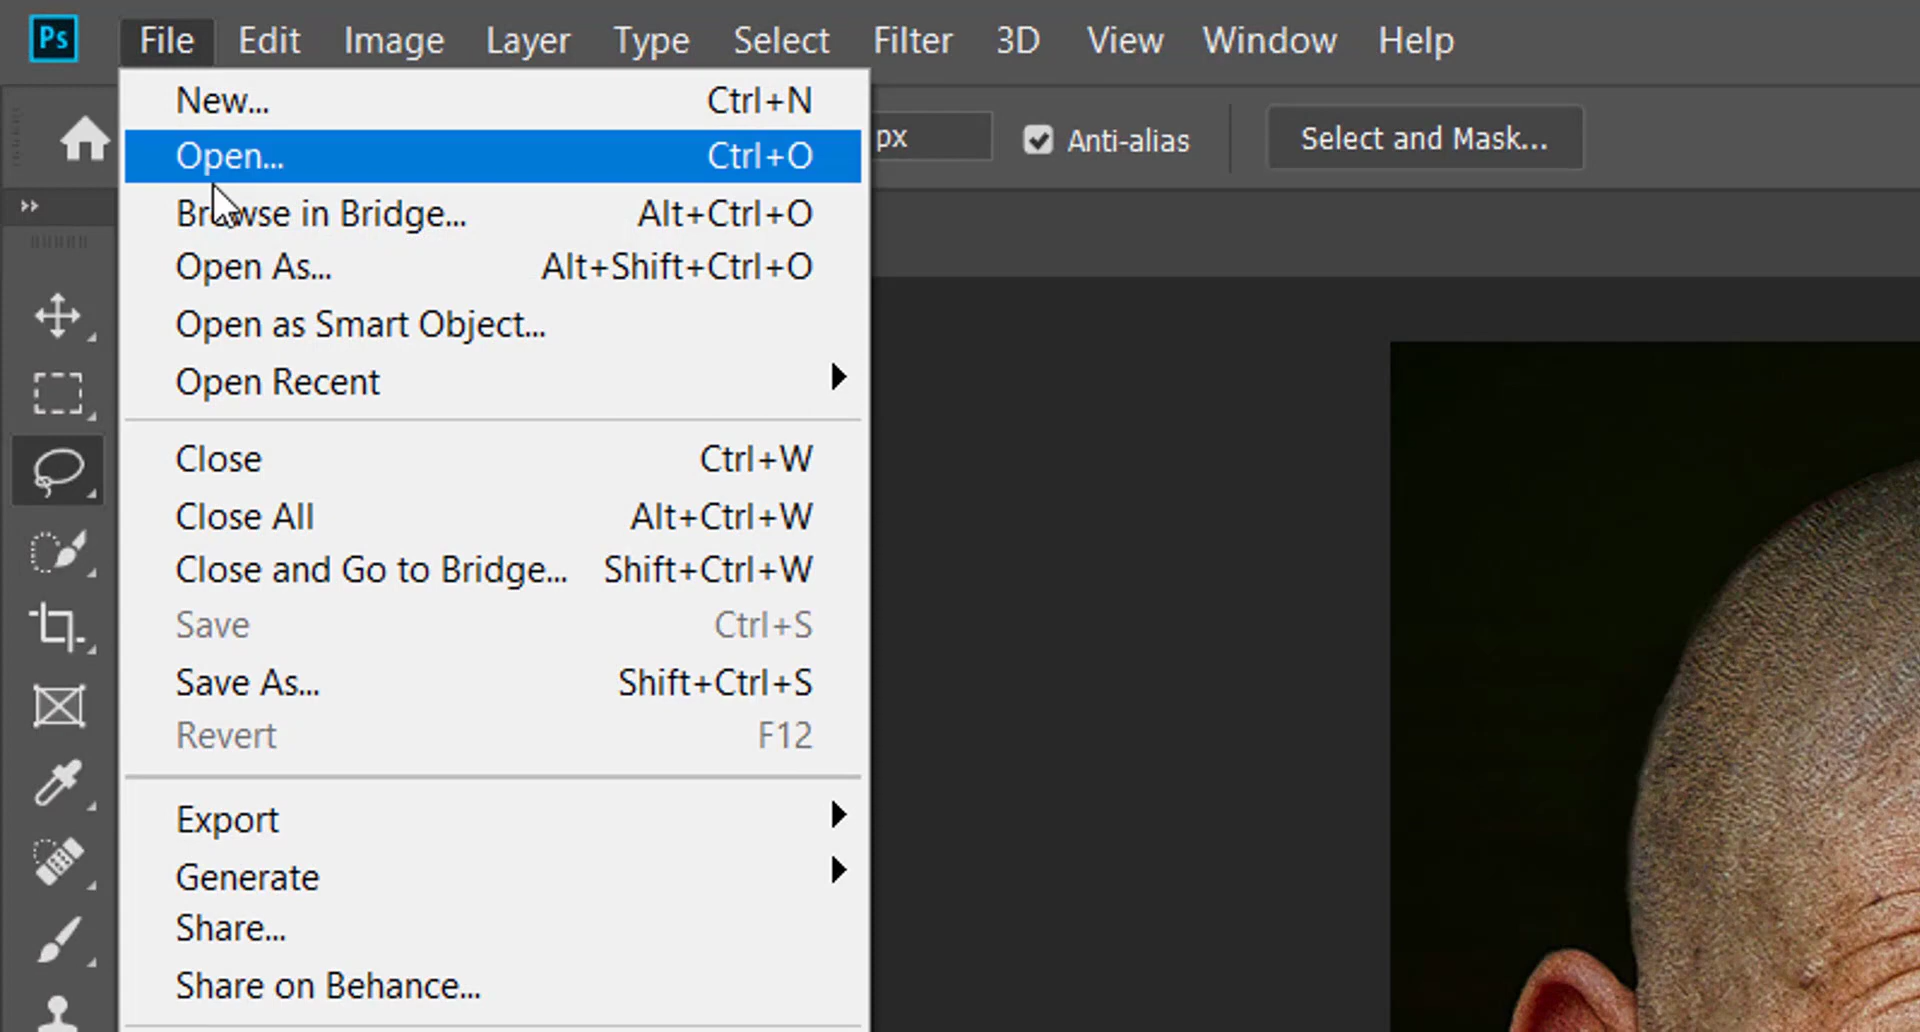 Ps File Edit Image Layer Type Select Filter 3D View Window Help
px Anti-alias Select and Mask...
New... Ctrl+N
Open... Ctrl+O
Browse in Bridge... Alt+Ctrl+O
Open As... Alt+Shift+Ctrl+O
Open as Smart Object...
Open Recent
Close Ctrl+W
Close All Alt+Ctrl+W
Close and Go to Bridge... Shift+Ctrl+W
Save Ctrl+S
Save As... Shift+Ctrl+S
Revert F12
Export
Generate
Share...
Share on Behance...